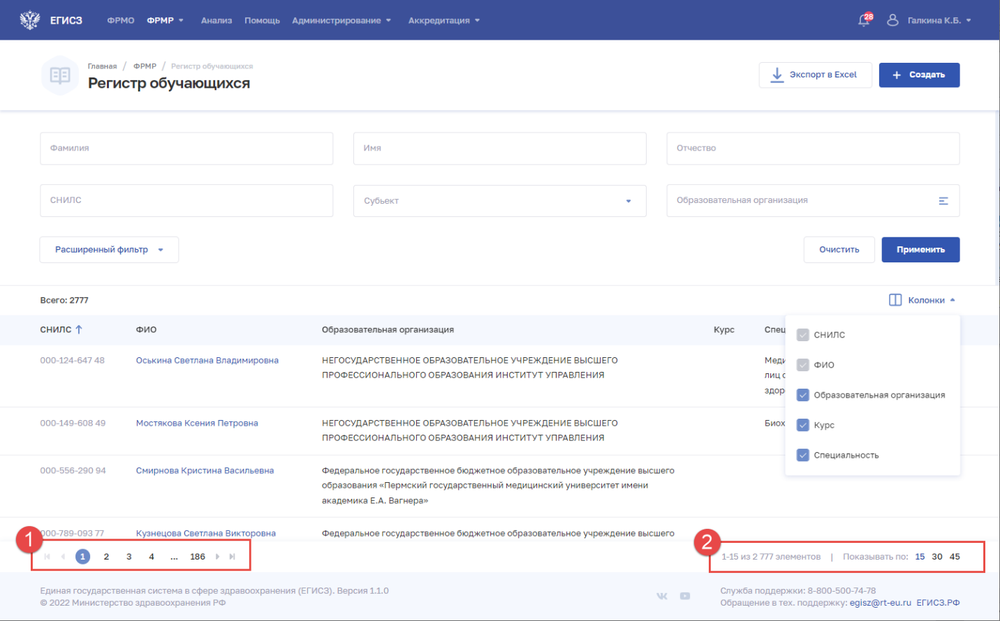 ЕГИСЗ ФРМО ФРМР Анализ Помощь Администрирование Аккредитация 28 Галкина К.Б.
Главная / ФРМР / Регистр обучающихся
Регистр обучающихся
Экспорт в Excel + Создать
Фамилия Имя Отчество
СНИЛС Субъект Образовательная организация
Расширенный фильтр Очистить Применить
Всего: 2777 Колонки
СНИЛС ФИО Образовательная организация Курс Спец
000-124-647 48 Оськина Светлана Владимировна НЕГОСУДАРСТВЕННОЕ ОБРАЗОВАТЕЛЬНОЕ УЧРЕЖДЕНИЕ ВЫСШЕГО Меди
ПРОФЕССИОНАЛЬНОГО ОБРАЗОВАНИЯ ИНСТИТУТ УПРАВЛЕНИЯ лиц с
здор
000-149-608 49 Мостякова Ксения Петровна НЕГОСУДАРСТВЕННОЕ ОБРАЗОВАТЕЛЬНОЕ УЧРЕЖДЕНИЕ ВЫСШЕГО Биох
ПРОФЕССИОНАЛЬНОГО ОБРАЗОВАНИЯ ИНСТИТУТ УПРАВЛЕНИЯ
000-556-290 94 Смирнова Кристина Васильевна Федеральное государственное бюджетное образовательное учреждение высшего
образования «Пермский государственный медицинский университет имени
академика Е.А. Вагнера»
000-789-093 77 Кузнецова Светлана Викторовна Федеральное государственное бюджетное образовательное учреждение высшего
СНИЛС
ФИО
Образовательная организация
Курс
Специальность
1
1 2 3 4 ... 186
2
1-15 из 2 777 элементов | Показывать по: 15 30 45
Единая государственная система в сфере здравоохранения (ЕГИСЗ). Версия 1.1.0
© 2022 Министерство здравоохранения РФ
Служба поддержки: 8-800-500-74-78
Обращение в тех. поддержку: egisz@rt-eu.ru ЕГИСЗ.РФ